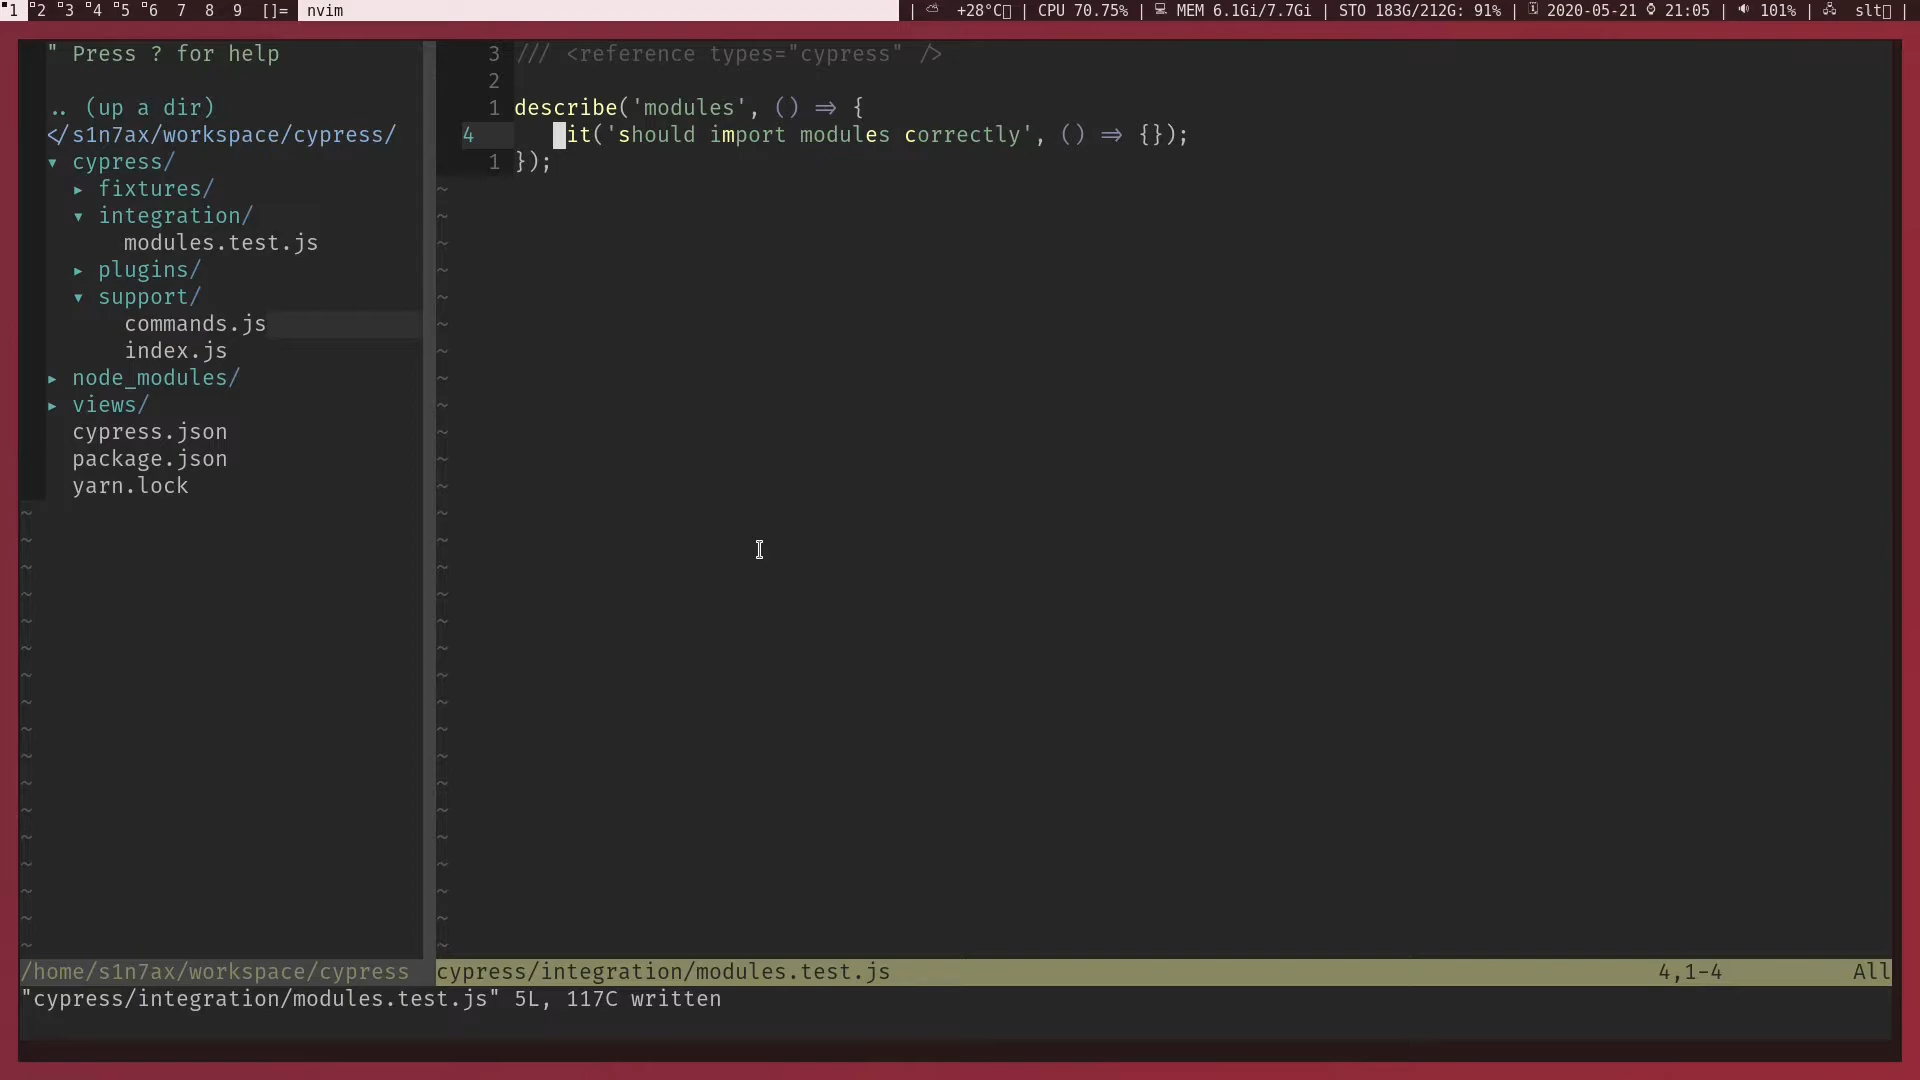 1 2 3 4 5 6 7 8 9 []= nvim | +28°C | CPU 70.75% | MEM 6.1Gi/7.7Gi | STO 183G/212G: 91% | 2020-05-21 21:05 | 101% | slt |
" Press ? for help
.. (up a dir)
</s1n7ax/workspace/cypress/
▾ cypress/
▸ fixtures/
▾ integration/
modules.test.js
▸ plugins/
▾ support/
commands.js
index.js
▸ node_modules/
▸ views/
cypress.json
package.json
yarn.lock
3 /// <reference types="cypress" />
2
1 describe('modules', () => {
4 it('should import modules correctly', () => {});
1 });
/home/s1n7ax/workspace/cypress
cypress/integration/modules.test.js 4,1-4 All
"cypress/integration/modules.test.js" 5L, 117C written